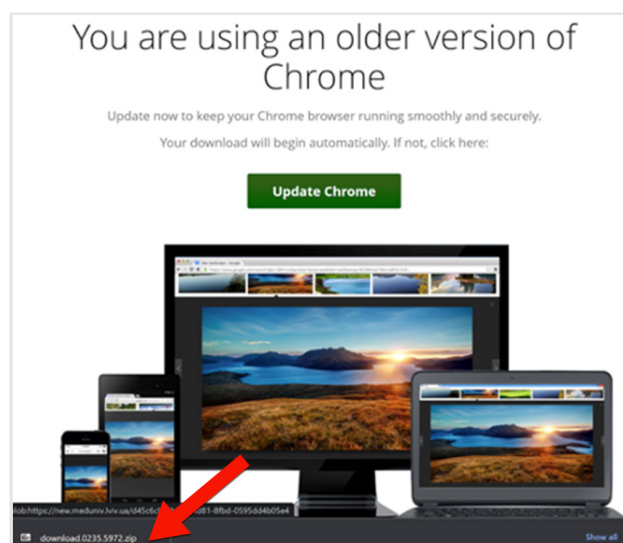 You are using an older version of
Chrome
Update now to keep your Chrome browser running smoothly and securely.
Your download will begin automatically. If not, click here:
Update Chrome
download.0235.5972.zip
Show all